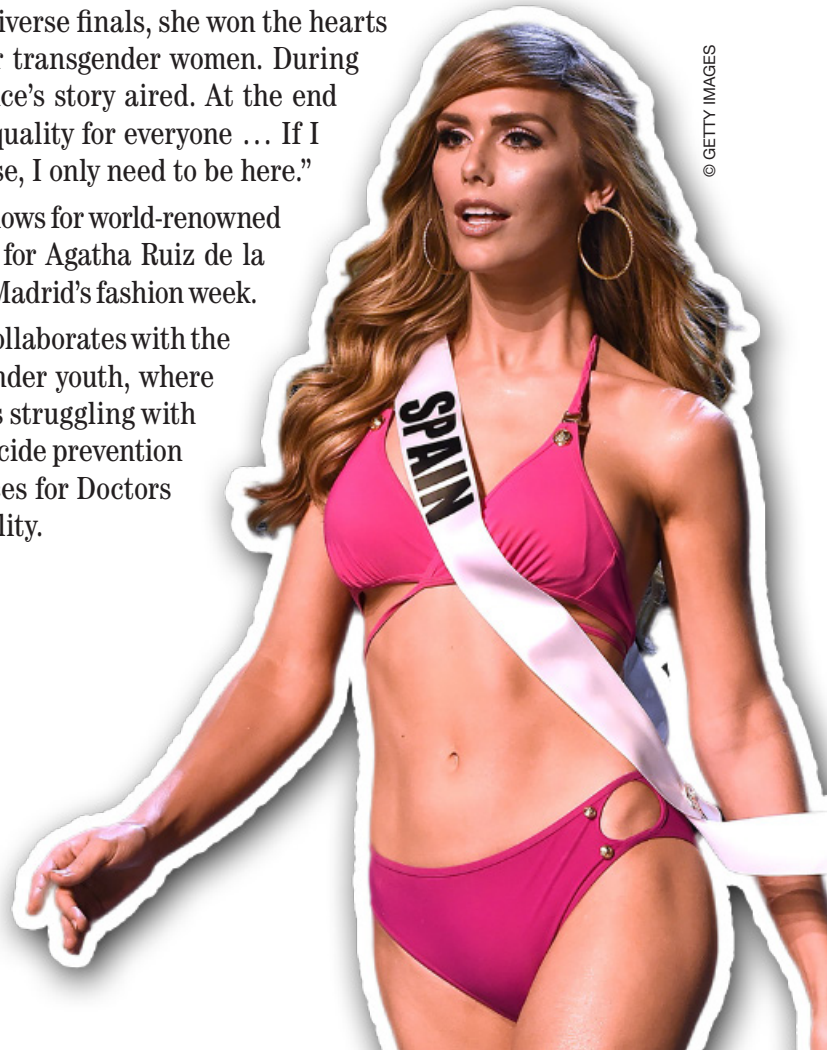 iverse finals, she won the hearts
r transgender women. During
ce’s story aired. At the end
quality for everyone … If I
se, I only need to be here.”
ows for world-renowned
for Agatha Ruiz de la
Madrid’s fashion week.
ollaborates with the
nder youth, where
s struggling with
cide prevention
es for Doctors
lity.
© GETTY IMAGES
SPAIN